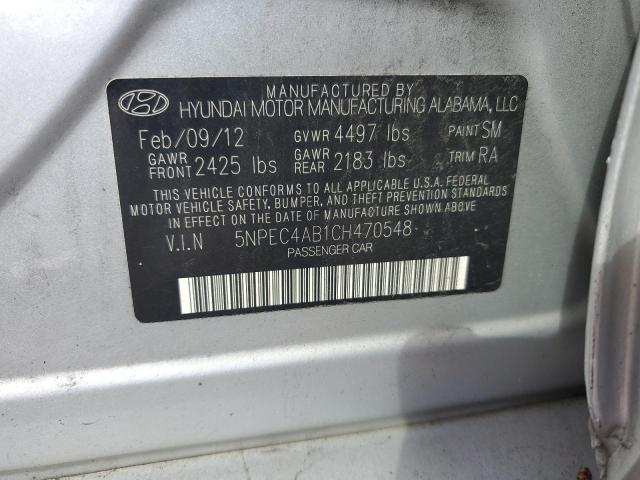 MANUFACTURED BY
HYUNDAI MOTOR MANUFACTURING ALABAMA, LLC
Feb/09/12 GVWR 4497 lbs PAINT SM
GAWR FRONT 2425 lbs GAWR REAR 2183 lbs TRIM RA
THIS VEHICLE CONFORMS TO ALL APPLICABLE U.S.A. FEDERAL
MOTOR VEHICLE SAFETY, BUMPER, AND THEFT PREVENTION STANDARDS
IN EFFECT ON THE DATE OF MANUFACTURE SHOWN ABOVE.
V.I.N 5NPEC4AB1CH470548
PASSENGER CAR